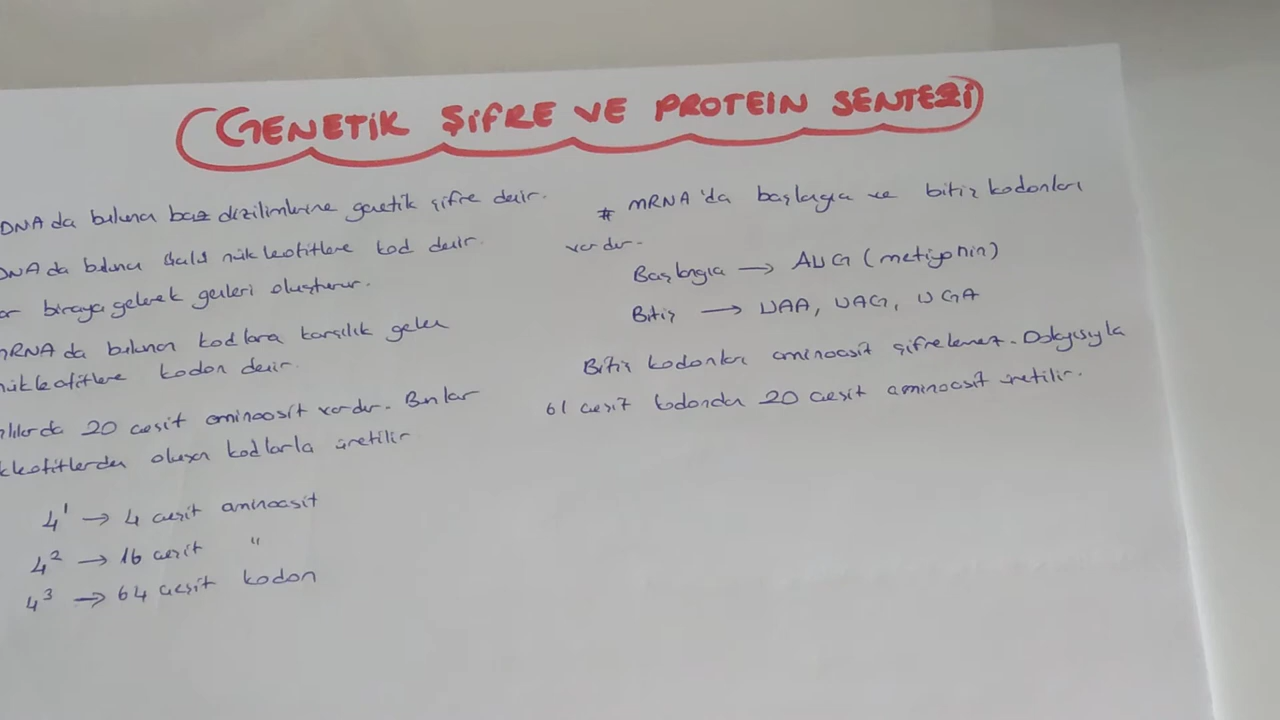 GENETİK ŞİFRE VE PROTEIN SENTEZİ
DNA da bulunan baz dizilimlerine genetik şifre denir.
DNA da bulunan üçlü nükleotitlere kod denir.
biraraya gelerek genleri oluşturur.
mRNA da bulunan kodlara karşılık gelen
nükleotitlere kodon denir.
20 çeşit aminoasit vardır. Bunlar
oluşan kodlarla üretilir
4¹ → 4 çeşit aminoasit
4² → 16 çeşit "
4³ → 64 çeşit kodon
# mRNA'da başlangıç ve bitiş kodonları
vardır.
Başlangıç → AUG (metiyonin)
Bitiş → UAA, UAG, UGA
Bitiş kodonları aminoasit şifrelemez. Dolayısıyla
61 çeşit kodondan 20 çeşit aminoasit üretilir.